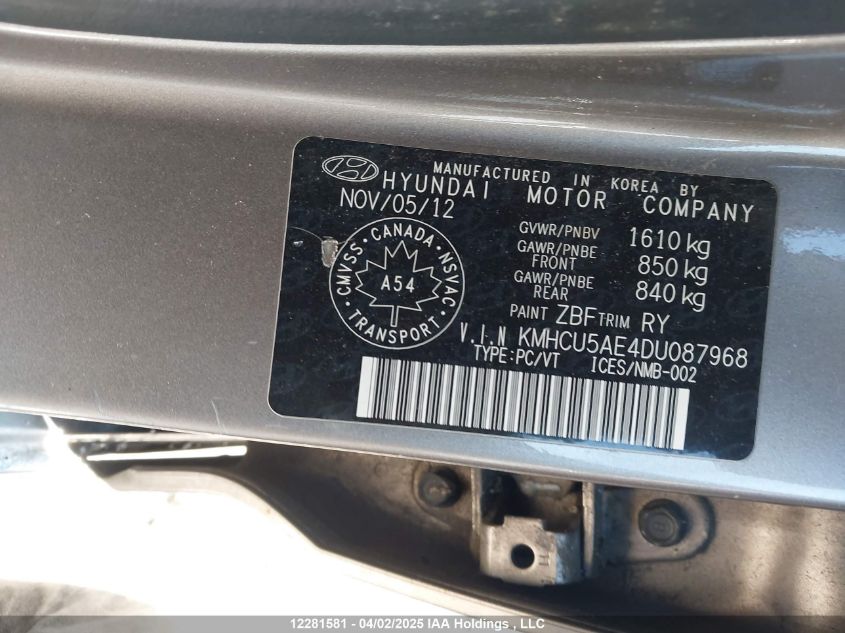 MANUFACTURED IN KOREA BY
HYUNDAI MOTOR COMPANY
NOV/05/12
GVWR/PNBV 1610 kg
GAWR/PNBE FRONT 850 kg
GAWR/PNBE REAR 840 kg
CMVSS · CANADA · NSVAC · TRANSPORT ·
A54
PAINT ZBF TRIM RY
V.I.N KMHCU5AE4DU087968
TYPE:PC/VT ICES/NMB-002
12281581 - 04/02/2025 IAA Holdings , LLC